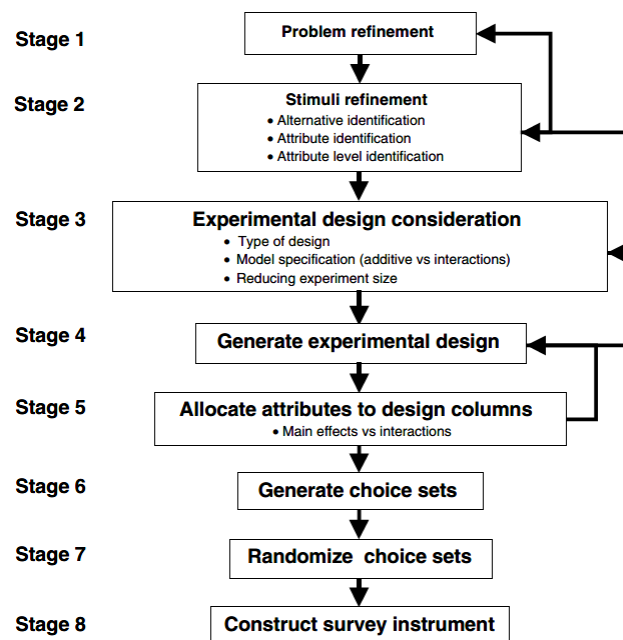 Stage 1
Problem refinement
Stage 2
Stimuli refinement
• Alternative identification
• Attribute identification
• Attribute level identification
Stage 3
Experimental design consideration
• Type of design
• Model specification (additive vs interactions)
• Reducing experiment size
Stage 4
Generate experimental design
Stage 5
Allocate attributes to design columns
• Main effects vs interactions
Stage 6
Generate choice sets
Stage 7
Randomize choice sets
Stage 8
Construct survey instrument